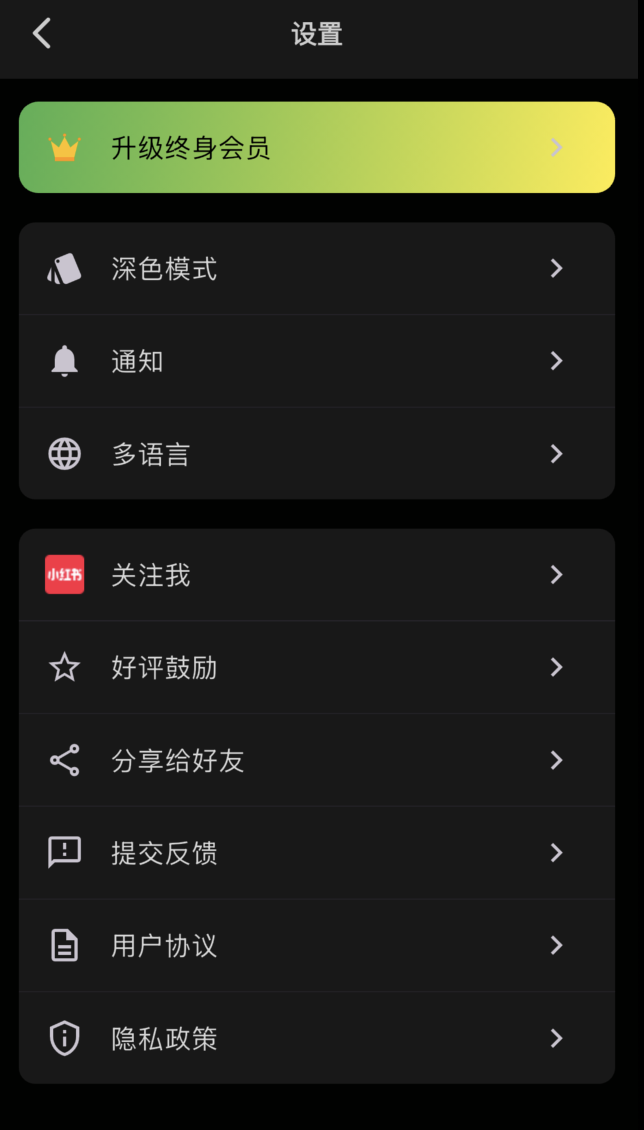 设置
升级终身会员
深色模式
通知
多语言
小红书
关注我
好评鼓励
分享给好友
提交反馈
用户协议
隐私政策